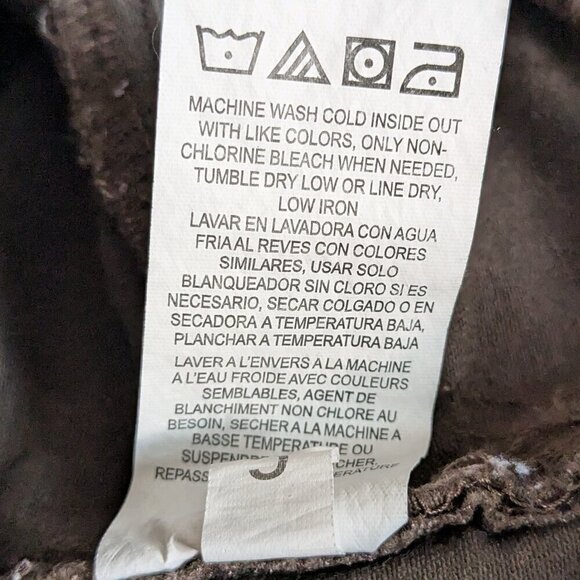 MACHINE WASH COLD INSIDE OUT
WITH LIKE COLORS, ONLY NON-
CHLORINE BLEACH WHEN NEEDED,
TUMBLE DRY LOW OR LINE DRY,
LOW IRON
LAVAR EN LAVADORA CON AGUA
FRIA AL REVES CON COLORES
SIMILARES, USAR SOLO
BLANQUEADOR SIN CLORO SI ES
NECESARIO, SECAR COLGADO O EN
SECADORA A TEMPERATURA BAJA,
PLANCHAR A TEMPERATURA BAJA
LAVER A L'ENVERS A LA MACHINE
A L'EAU FROIDE AVEC COULEURS
SEMBLABLES, AGENT DE
BLANCHIMENT NON CHLORE AU
BESOIN, SECHER A LA MACHINE A
BASSE TEMPERATURE OU